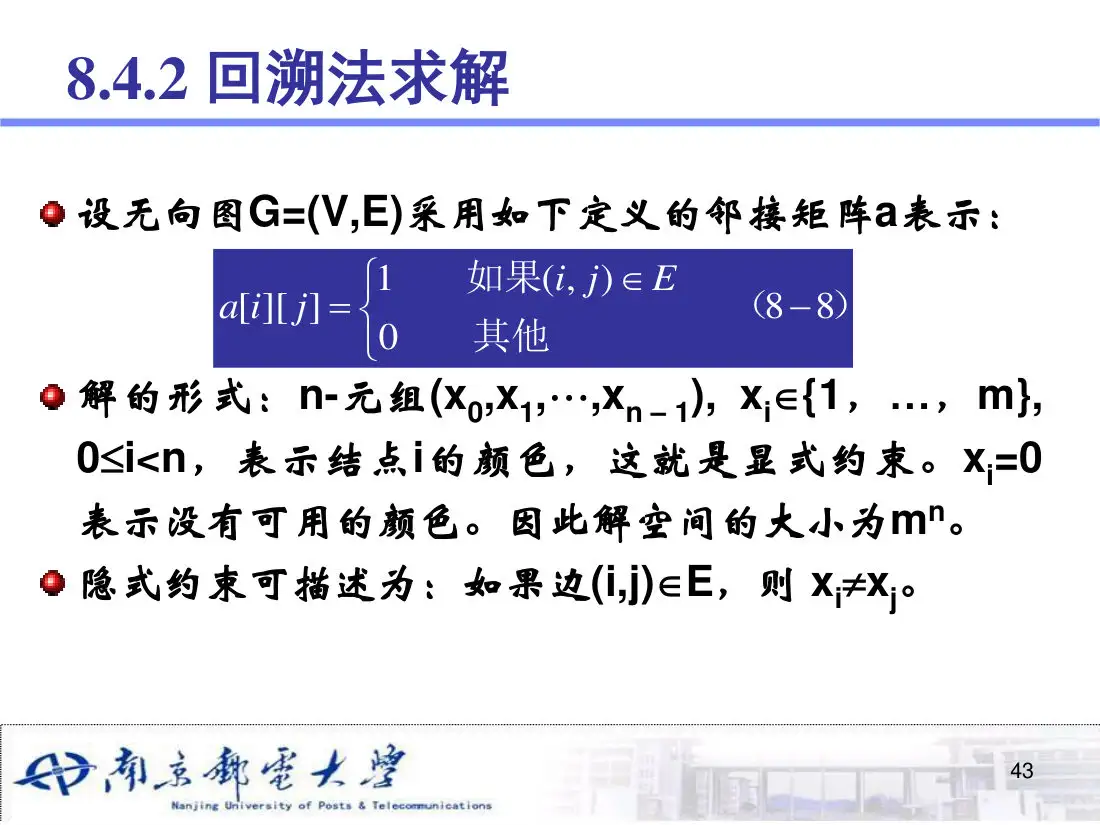 8.4.2 回溯法求解
设无向图G=(V,E)采用如下定义的邻接矩阵a表示：
a[i][j] = {1 如果(i, j) ∈ E
0 其他 （8－8）
解的形式：n-元组(x0,x1,⋯,xn－1), xi∈{1，…，m},
0≤i<n，表示结点i的颜色，这就是显式约束。xi=0
表示没有可用的颜色。因此解空间的大小为mⁿ。
隐式约束可描述为：如果边(i,j)∈E，则 xi≠xj。
南京郵電大學
Nanjing University of Posts & Telecommunications
43